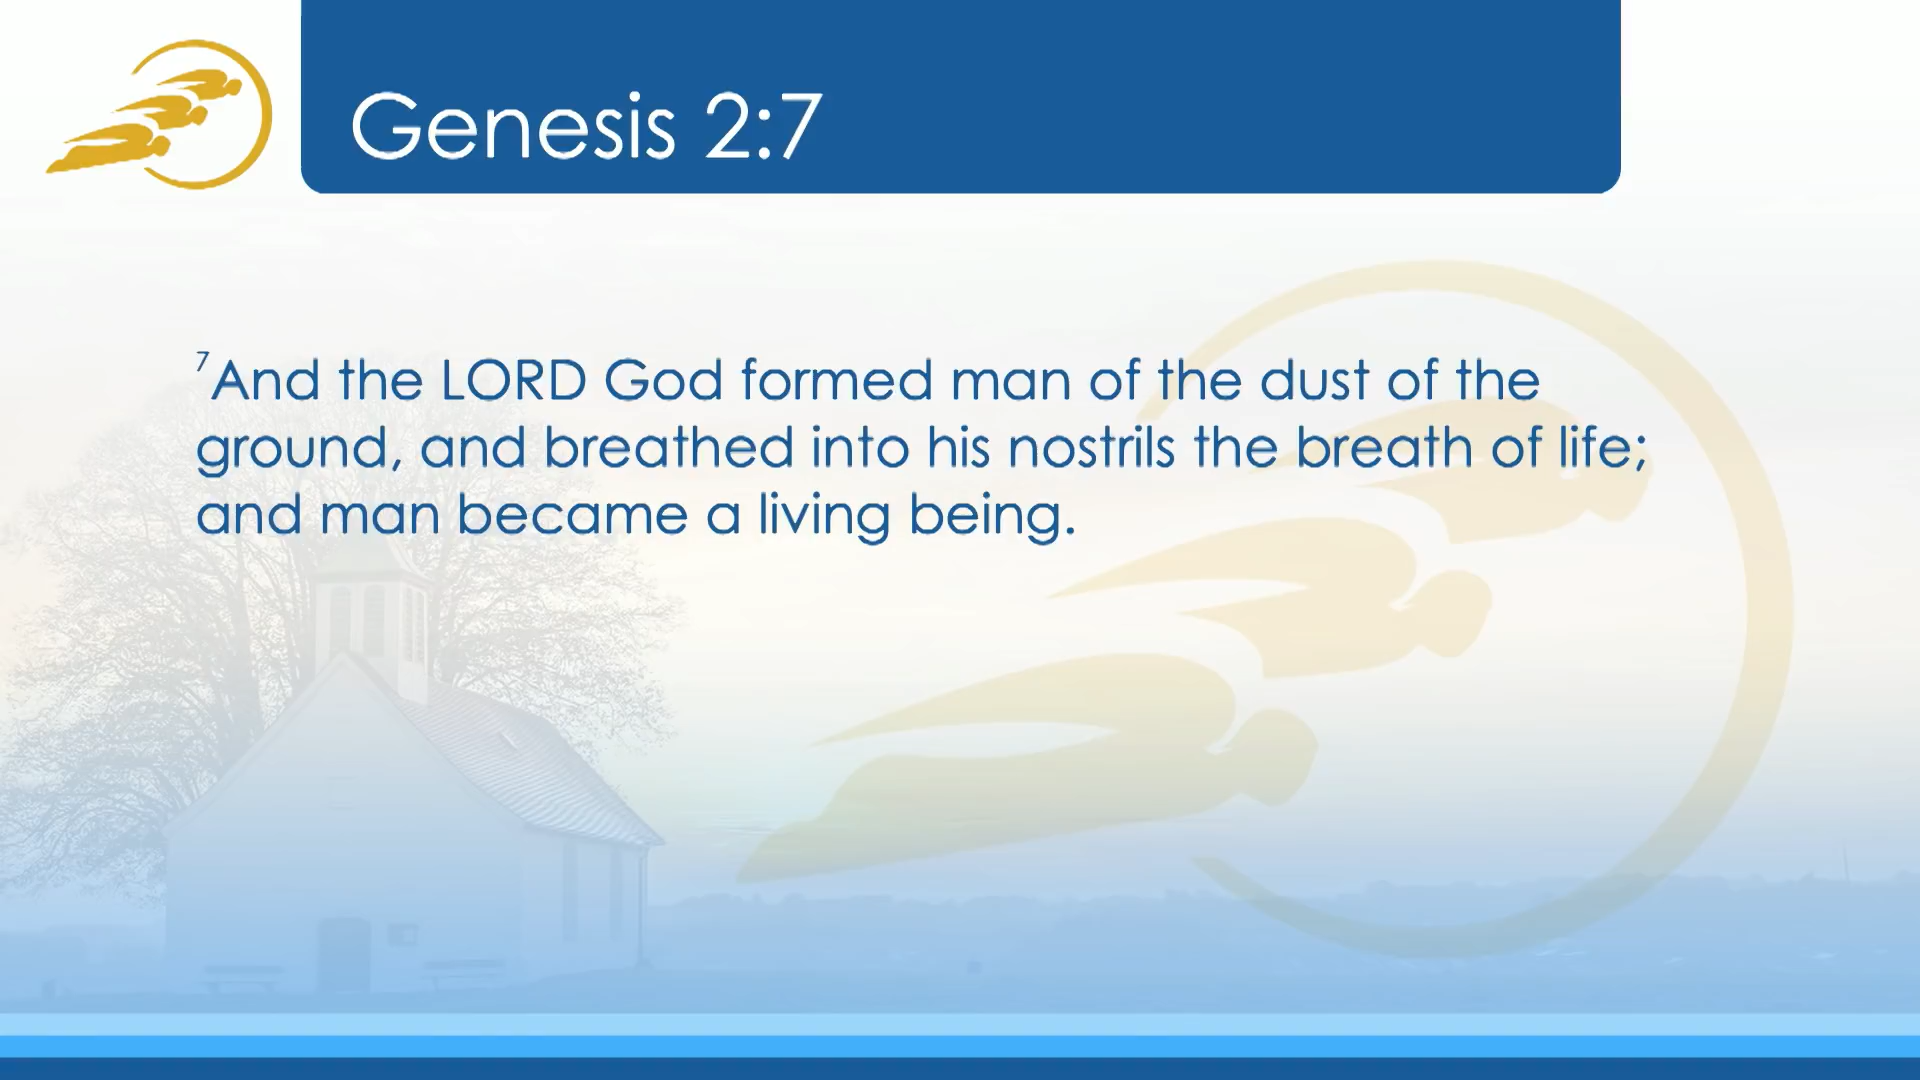 Genesis 2:7
7And the LORD God formed man of the dust of the
ground, and breathed into his nostrils the breath of life;
and man became a living being.